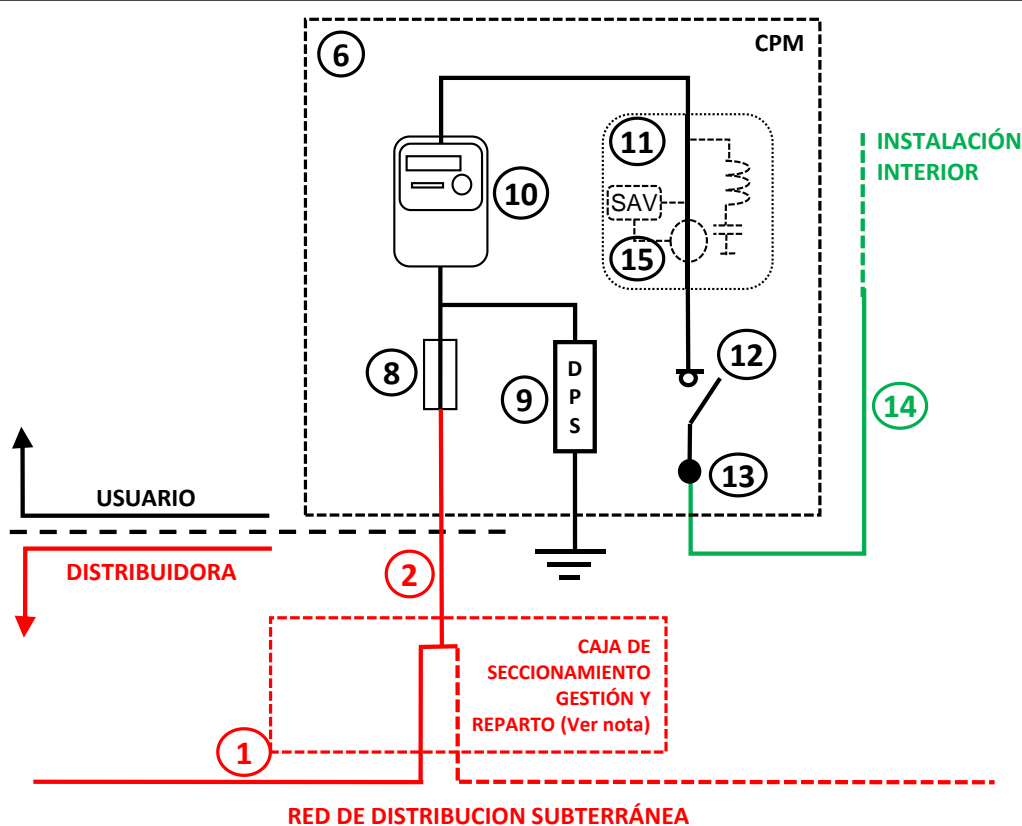 6
CPM
11
INSTALACIÓN
INTERIOR
10
SAV
15
8
9
D
P
S
12
14
13
USUARIO
DISTRIBUIDORA
2
CAJA DE
SECCIONAMIENTO
GESTIÓN Y
REPARTO (Ver nota)
1
RED DE DISTRIBUCION SUBTERRÁNEA